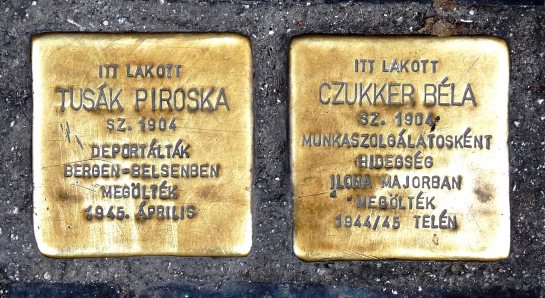 ITT LAKOTT
TUSÁK PIROSKA
SZ. 1904
DEPORTÁLTÁK
BERGEN-BELSENBEN
MEGÖLTÉK
1945. ÁPRILIS
ITT LAKOTT
CZUKKER BÉLA
SZ. 1904
MUNKASZOLGÁLATOSKÉNT
HIDEGSÉG
ILONA MAJORBAN
MEGÖLTÉK
1944/45 TELÉN